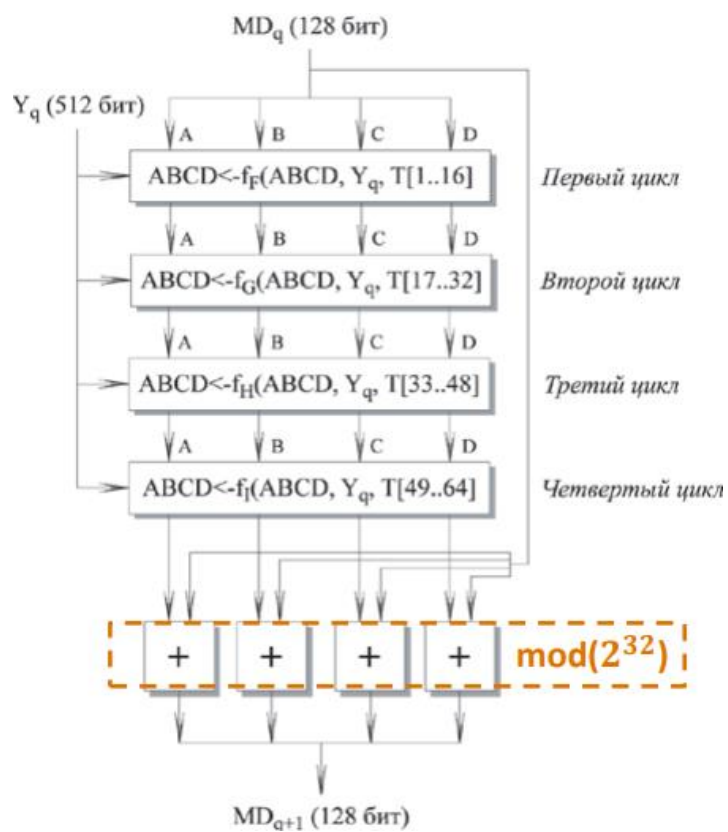 MD_q (128 бит)
Y_q (512 бит)
A B C D
ABCD<-f_F(ABCD, Y_q, T[1..16] Первый цикл
A B C D
ABCD<-f_G(ABCD, Y_q, T[17..32] Второй цикл
A B C D
ABCD<-f_H(ABCD, Y_q, T[33..48] Третий цикл
A B C D
ABCD<-f_I(ABCD, Y_q, T[49..64] Четвертый цикл
+ + + + mod(2^32)
MD_q+1 (128 бит)